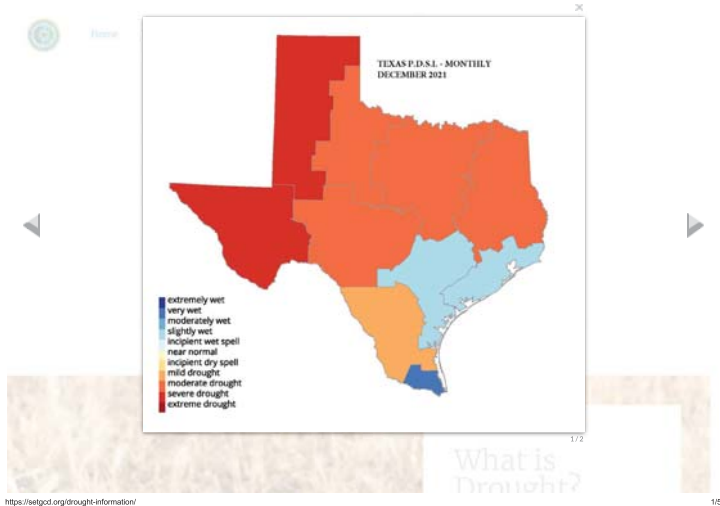 Home
×
TEXAS P.D.S.I. - MONTHLY
DECEMBER 2021
extremely wet
very wet
moderately wet
slightly wet
incipient wet spell
near normal
incipient dry spell
mild drought
moderate drought
severe drought
extreme drought
1 / 2
What is
Drought?
https://setgcd.org/drought-information/
1/5